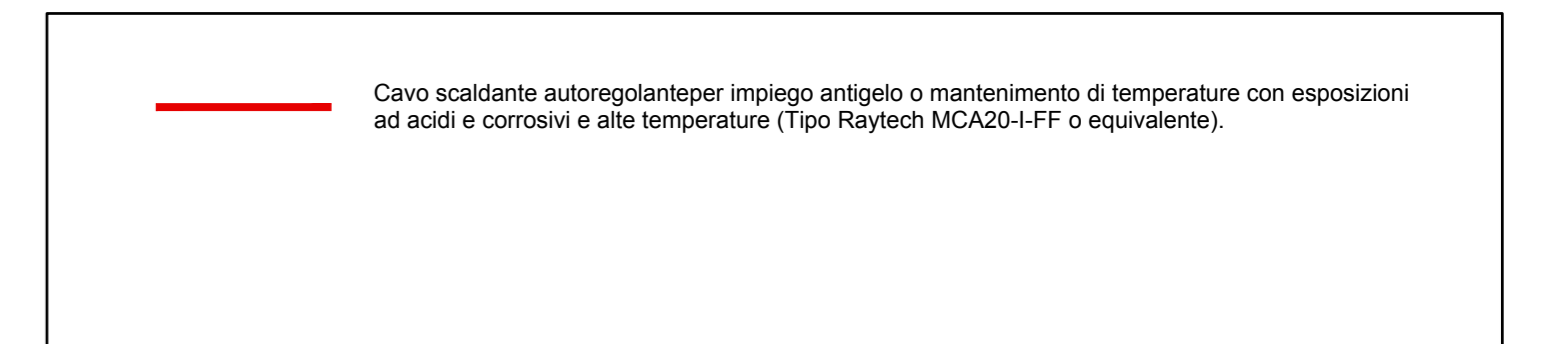 Cavo scaldante autoregolanteper impiego antigelo o mantenimento di temperature con esposizioni
ad acidi e corrosivi e alte temperature (Tipo Raytech MCA20-I-FF o equivalente).